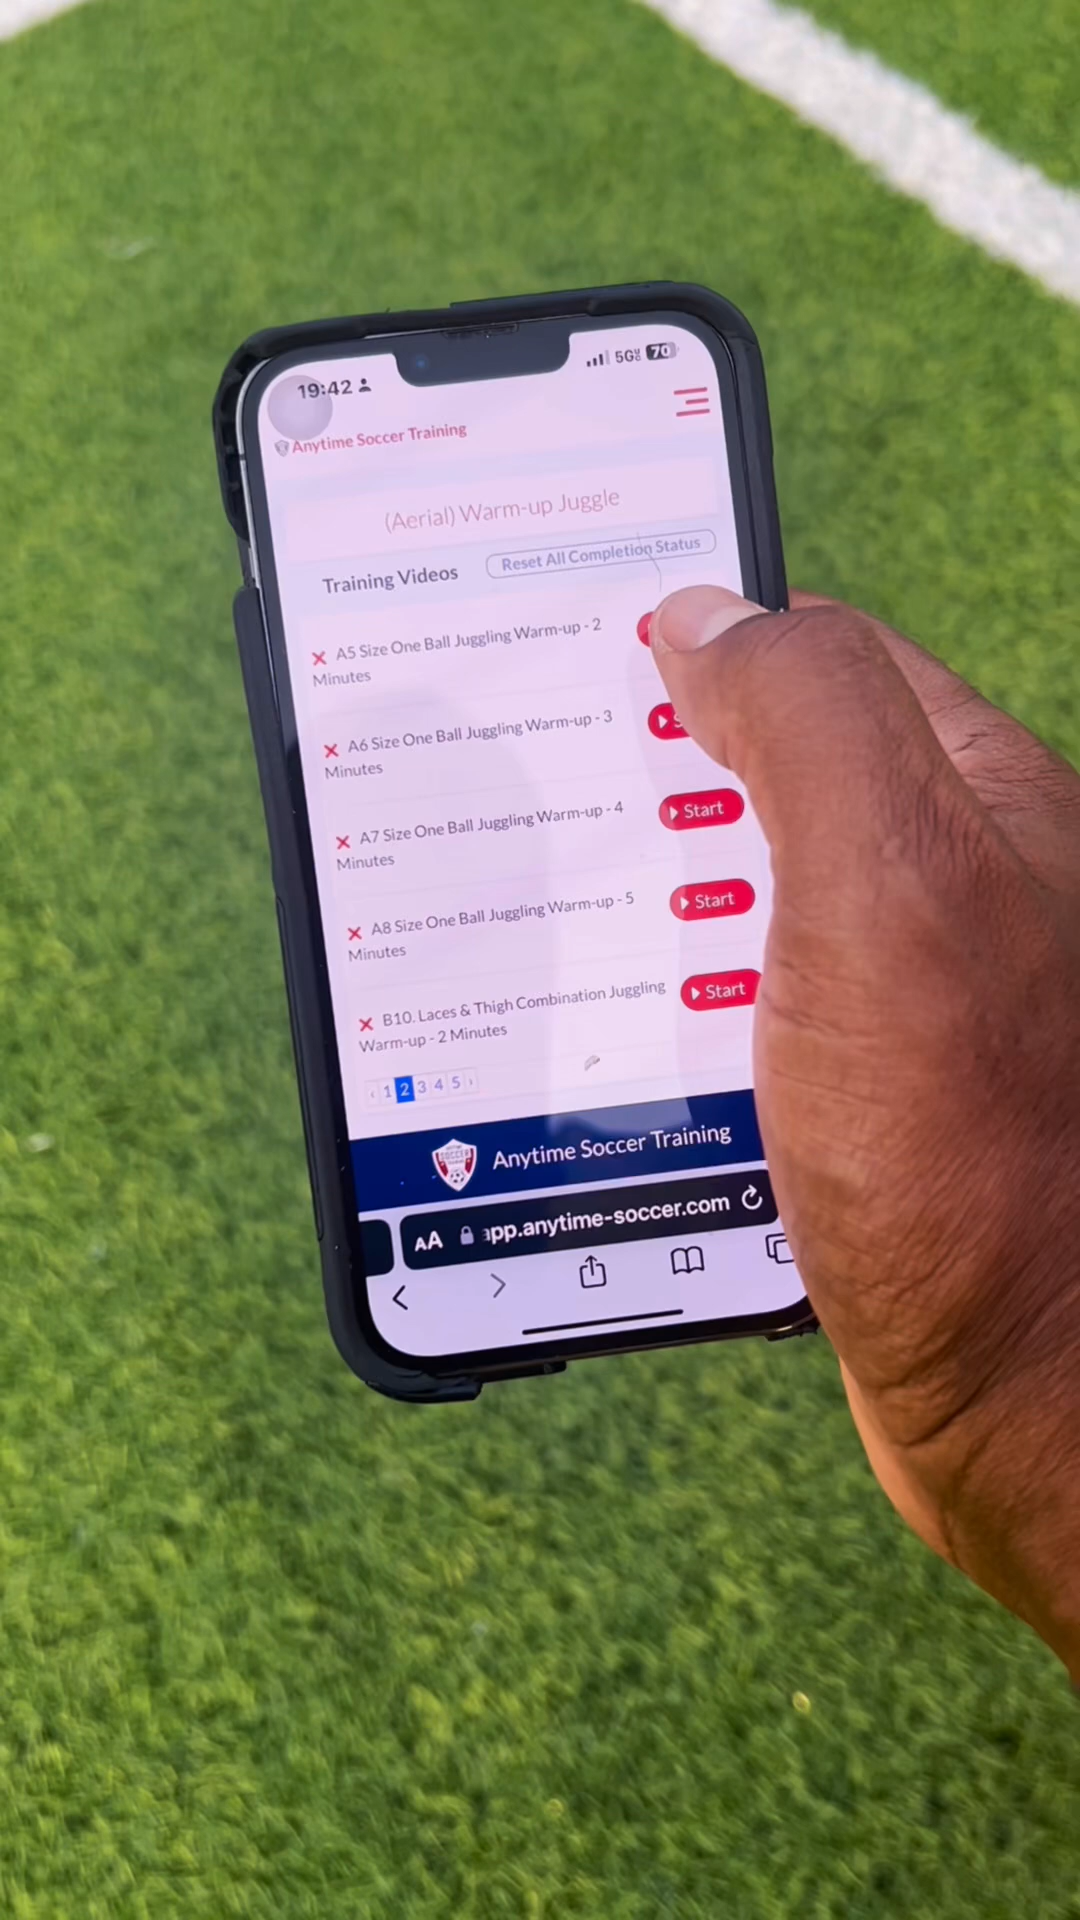 19:42
5G 70
Anytime Soccer Training
(Aerial) Warm-up Juggle
Training Videos
Reset All Completion Status
A5 Size One Ball Juggling Warm-up - 2
Minutes
A6 Size One Ball Juggling Warm-up - 3
Minutes
S
A7 Size One Ball Juggling Warm-up - 4
Minutes
Start
A8 Size One Ball Juggling Warm-up - 5
Minutes
Start
B10. Laces & Thigh Combination Juggling
Warm-up - 2 Minutes
Start
‹ 1 2 3 4 5 ›
SOCCER
Anytime Soccer Training
AA app.anytime-soccer.com